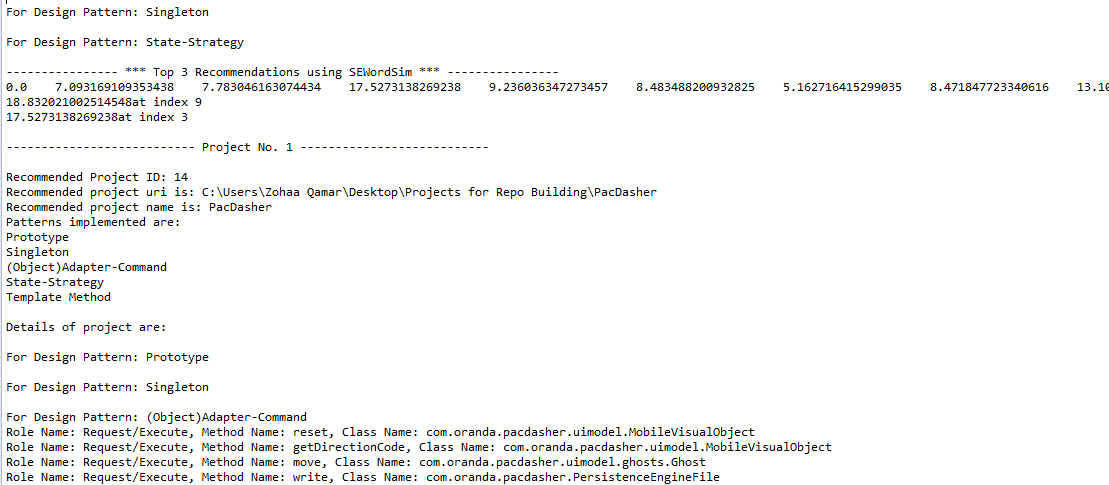 For Design Pattern: Singleton
For Design Pattern: State-Strategy
---------------- *** Top 3 Recommendations using SEWordSim *** ----------------
0.0 7.093169109353438 7.783046163074434 17.5273138269238 9.236036347273457 8.483488200932825 5.162716415299035 8.471847723340616 13.10
18.832021002514548at index 9
17.5273138269238at index 3
--------------------------- Project No. 1 ---------------------------
Recommended Project ID: 14
Recommended project uri is: C:\Users\Zohaa Qamar\Desktop\Projects for Repo Building\PacDasher
Recommended project name is: PacDasher
Patterns implemented are:
Prototype
Singleton
(Object)Adapter-Command
State-Strategy
Template Method
Details of project are:
For Design Pattern: Prototype
For Design Pattern: Singleton
For Design Pattern: (Object)Adapter-Command
Role Name: Request/Execute, Method Name: reset, Class Name: com.oranda.pacdasher.uimodel.MobileVisualObject
Role Name: Request/Execute, Method Name: getDirectionCode, Class Name: com.oranda.pacdasher.uimodel.MobileVisualObject
Role Name: Request/Execute, Method Name: move, Class Name: com.oranda.pacdasher.uimodel.ghosts.Ghost
Role Name: Request/Execute, Method Name: write, Class Name: com.oranda.pacdasher.PersistenceEngineFile